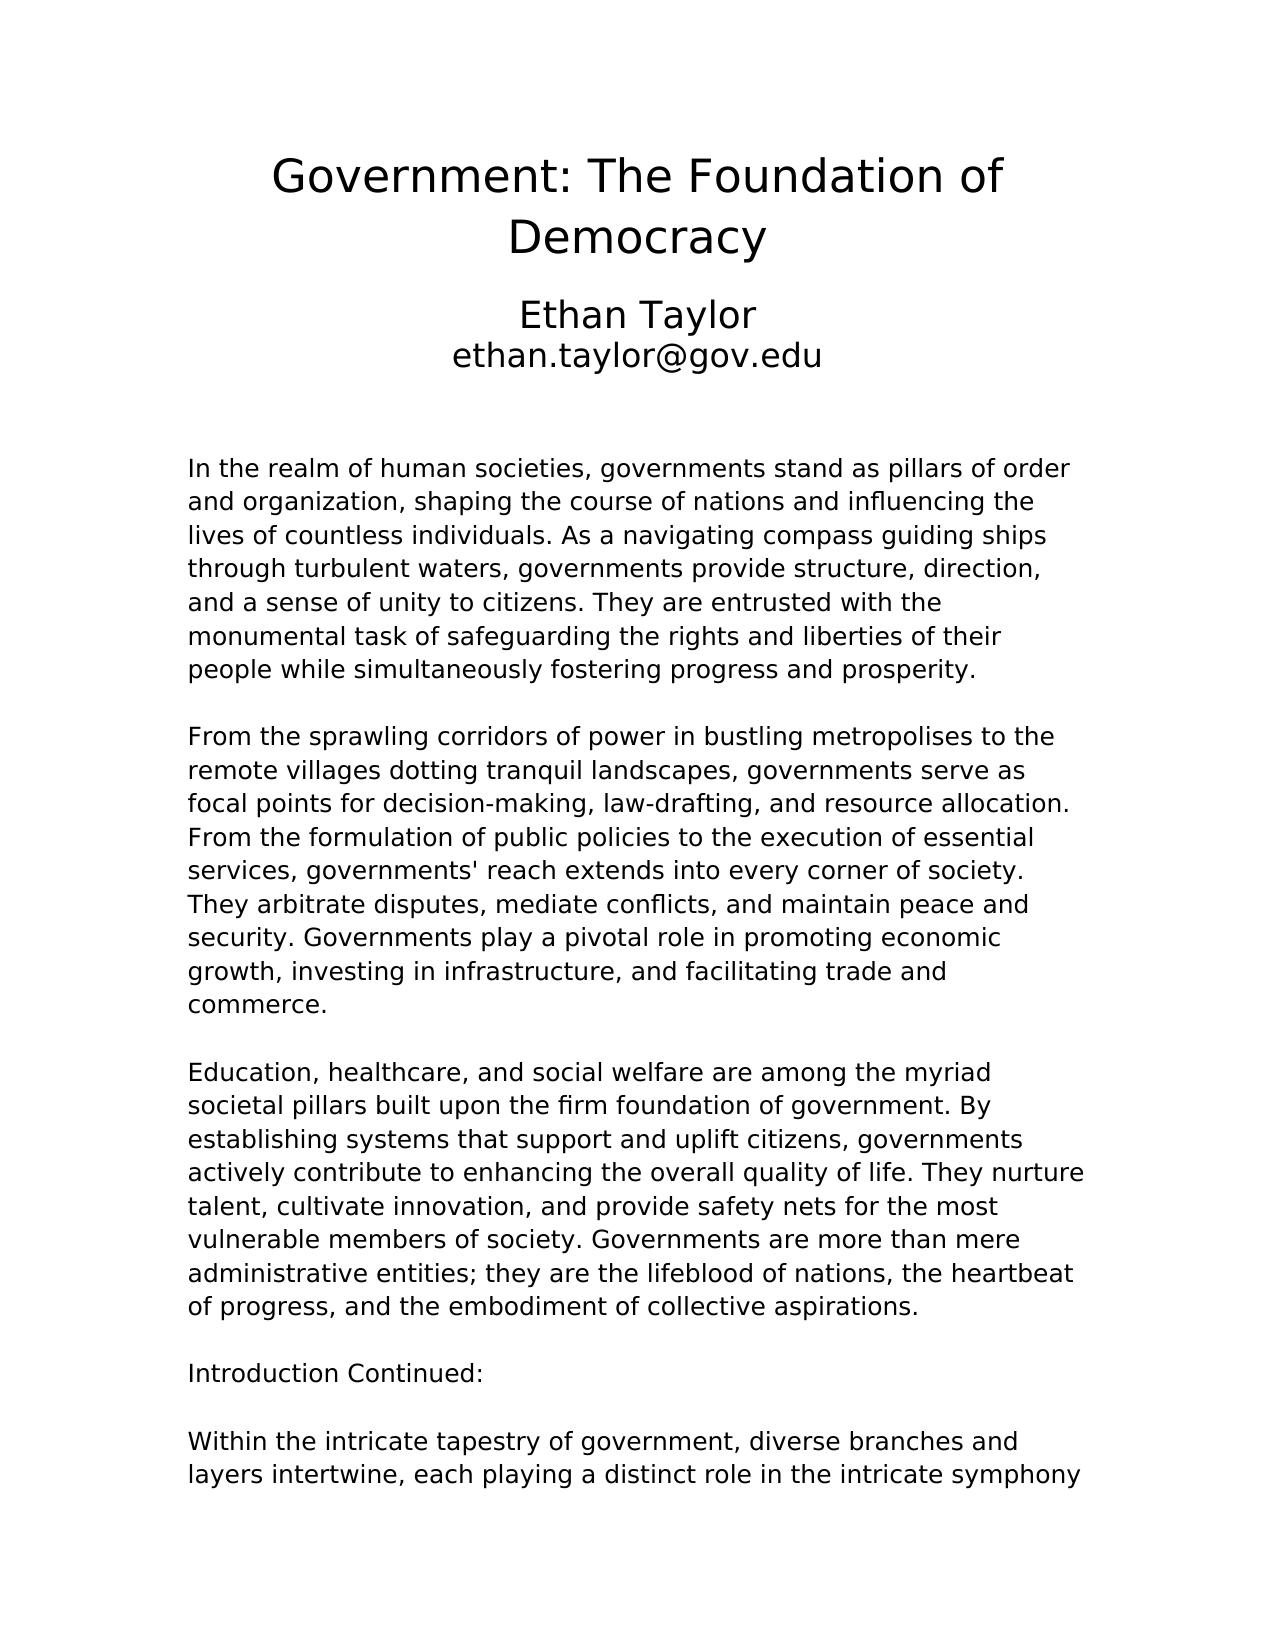 Government: The Foundation of
Democracy
Ethan Taylor
ethan.taylor@gov.edu
In the realm of human societies, governments stand as pillars of order
and organization, shaping the course of nations and influencing the
lives of countless individuals. As a navigating compass guiding ships
through turbulent waters, governments provide structure, direction,
and a sense of unity to citizens. They are entrusted with the
monumental task of safeguarding the rights and liberties of their
people while simultaneously fostering progress and prosperity.
From the sprawling corridors of power in bustling metropolises to the
remote villages dotting tranquil landscapes, governments serve as
focal points for decision-making, law-drafting, and resource allocation.
From the formulation of public policies to the execution of essential
services, governments' reach extends into every corner of society.
They arbitrate disputes, mediate conflicts, and maintain peace and
security. Governments play a pivotal role in promoting economic
growth, investing in infrastructure, and facilitating trade and
commerce.
Education, healthcare, and social welfare are among the myriad
societal pillars built upon the firm foundation of government. By
establishing systems that support and uplift citizens, governments
actively contribute to enhancing the overall quality of life. They nurture
talent, cultivate innovation, and provide safety nets for the most
vulnerable members of society. Governments are more than mere
administrative entities; they are the lifeblood of nations, the heartbeat
of progress, and the embodiment of collective aspirations.
Introduction Continued:
Within the intricate tapestry of government, diverse branches and
layers intertwine, each playing a distinct role in the intricate symphony